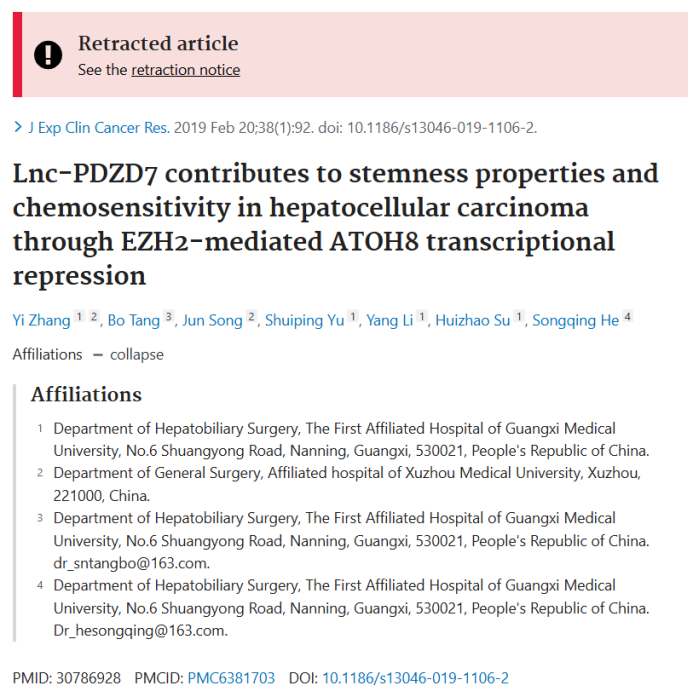 Retracted article
See the retraction notice
J Exp Clin Cancer Res. 2019 Feb 20;38(1):92. doi: 10.1186/s13046-019-1106-2.
Lnc-PDZD7 contributes to stemness properties and
chemosensitivity in hepatocellular carcinoma
through EZH2-mediated ATOH8 transcriptional
repression
Yi Zhang 1 2, Bo Tang 3, Jun Song 2, Shuiping Yu 1, Yang Li 1, Huizhao Su 1, Songqing He 4
Affiliations − collapse
Affiliations
1 Department of Hepatobiliary Surgery, The First Affiliated Hospital of Guangxi Medical
University, No.6 Shuangyong Road, Nanning, Guangxi, 530021, People's Republic of China.
2 Department of General Surgery, Affiliated hospital of Xuzhou Medical University, Xuzhou,
221000, China.
3 Department of Hepatobiliary Surgery, The First Affiliated Hospital of Guangxi Medical
University, No.6 Shuangyong Road, Nanning, Guangxi, 530021, People's Republic of China.
dr_sntangbo@163.com.
4 Department of Hepatobiliary Surgery, The First Affiliated Hospital of Guangxi Medical
University, No.6 Shuangyong Road, Nanning, Guangxi, 530021, People's Republic of China.
Dr_hesongqing@163.com.
PMID: 30786928 PMCID: PMC6381703 DOI: 10.1186/s13046-019-1106-2